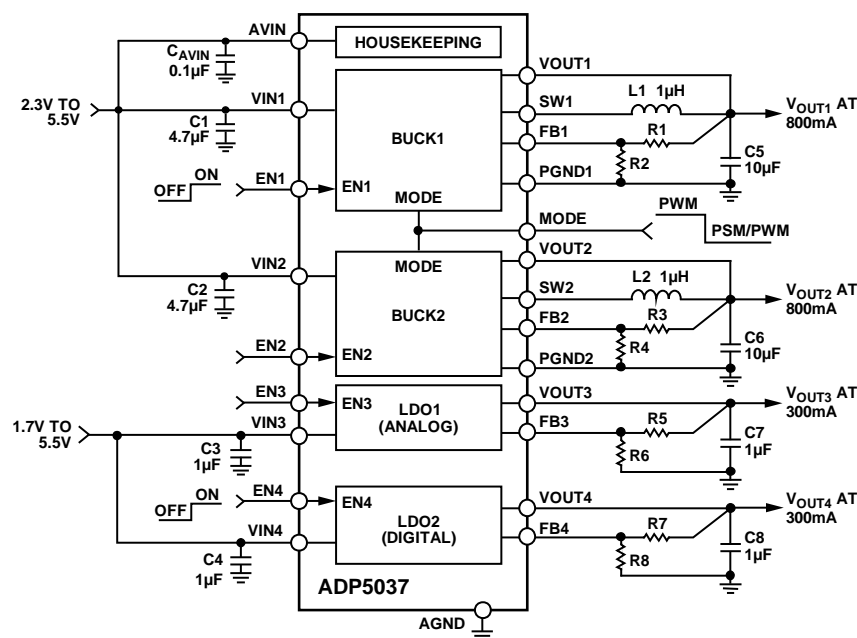 AVIN
HOUSEKEEPING
CAVIN
0.1µF
VOUT1
2.3V TO
5.5V
VIN1
C1
4.7µF
BUCK1
SW1
L1 1µH
VOUT1 AT
800mA
FB1
R1
R2
C5
10µF
OFF
ON
EN1
EN1
PGND1
MODE
MODE
PWM
PSM/PWM
VIN2
MODE
VOUT2
C2
4.7µF
BUCK2
SW2
L2 1µH
VOUT2 AT
800mA
FB2
R3
R4
C6
10µF
EN2
EN2
PGND2
EN3
EN3
LDO1
(ANALOG)
VOUT3
VOUT3 AT
300mA
1.7V TO
5.5V
VIN3
FB3
R5
R6
C3
1µF
C7
1µF
OFF
ON
EN4
EN4
LDO2
(DIGITAL)
VOUT4
VOUT4 AT
300mA
VIN4
FB4
R7
R8
C4
1µF
C8
1µF
ADP5037
AGND